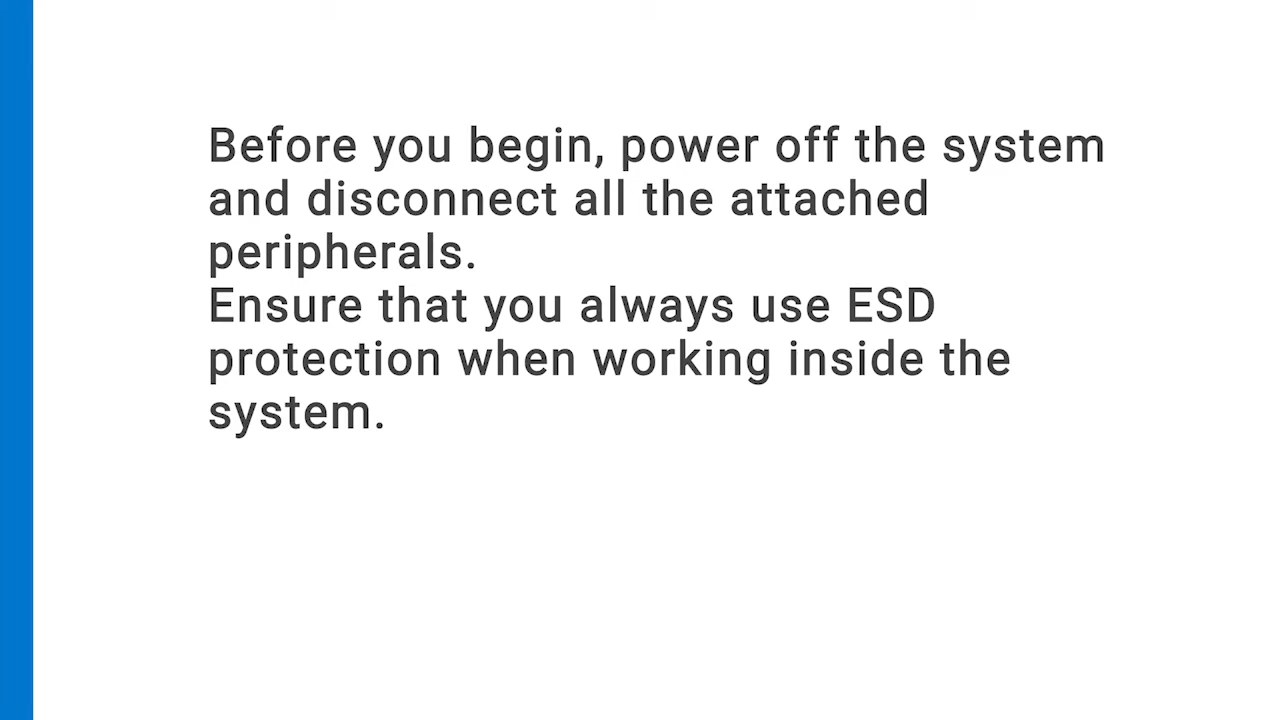 Before you begin, power off the system
and disconnect all the attached
peripherals.
Ensure that you always use ESD
protection when working inside the
system.